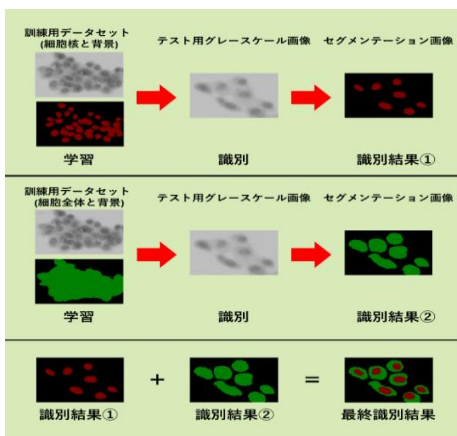 訓練用データセット
(細胞核と背景)
テスト用グレースケール画像
セグメンテーション画像
学習
識別
識別結果①
訓練用データセット
(細胞全体と背景)
テスト用グレースケール画像
セグメンテーション画像
学習
識別
識別結果②
+
=
識別結果①
識別結果②
最終識別結果